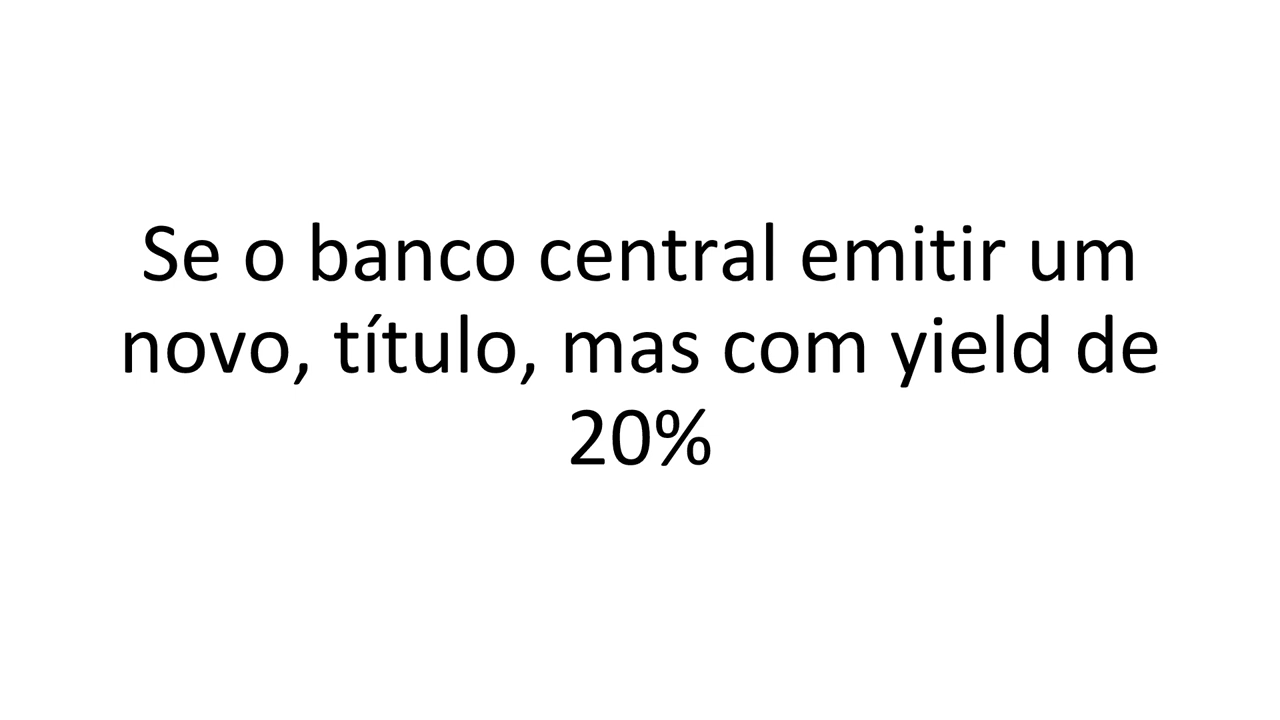 Se o banco central emitir um
novo, título, mas com yield de
20%